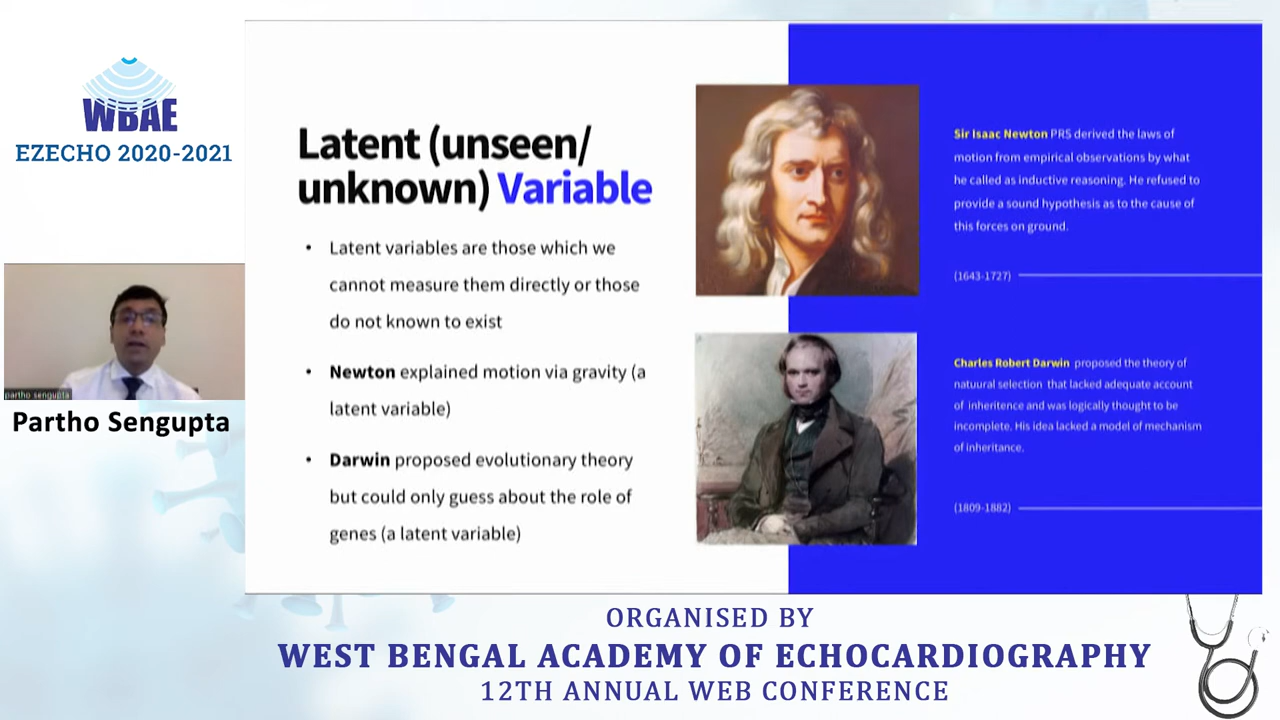 WBAE
EZECHO 2020-2021
partho sengupta
Partho Sengupta
Latent (unseen/
unknown) Variable
• Latent variables are those which we
cannot measure them directly or those
do not known to exist
• Newton explained motion via gravity (a
latent variable)
• Darwin proposed evolutionary theory
but could only guess about the role of
genes (a latent variable)
Sir Isaac Newton PRS derived the laws of
motion from empirical observations by what
he called as inductive reasoning. He refused to
provide a sound hypothesis as to the cause of
this forces on ground.
(1643-1727)
Charles Robert Darwin proposed the theory of
natuural selection that lacked adequate account
of inheritence and was logically thought to be
incomplete. His idea lacked a model of mechanism
of inheritance.
(1809-1882)
ORGANISED BY
WEST BENGAL ACADEMY OF ECHOCARDIOGRAPHY
12TH ANNUAL WEB CONFERENCE